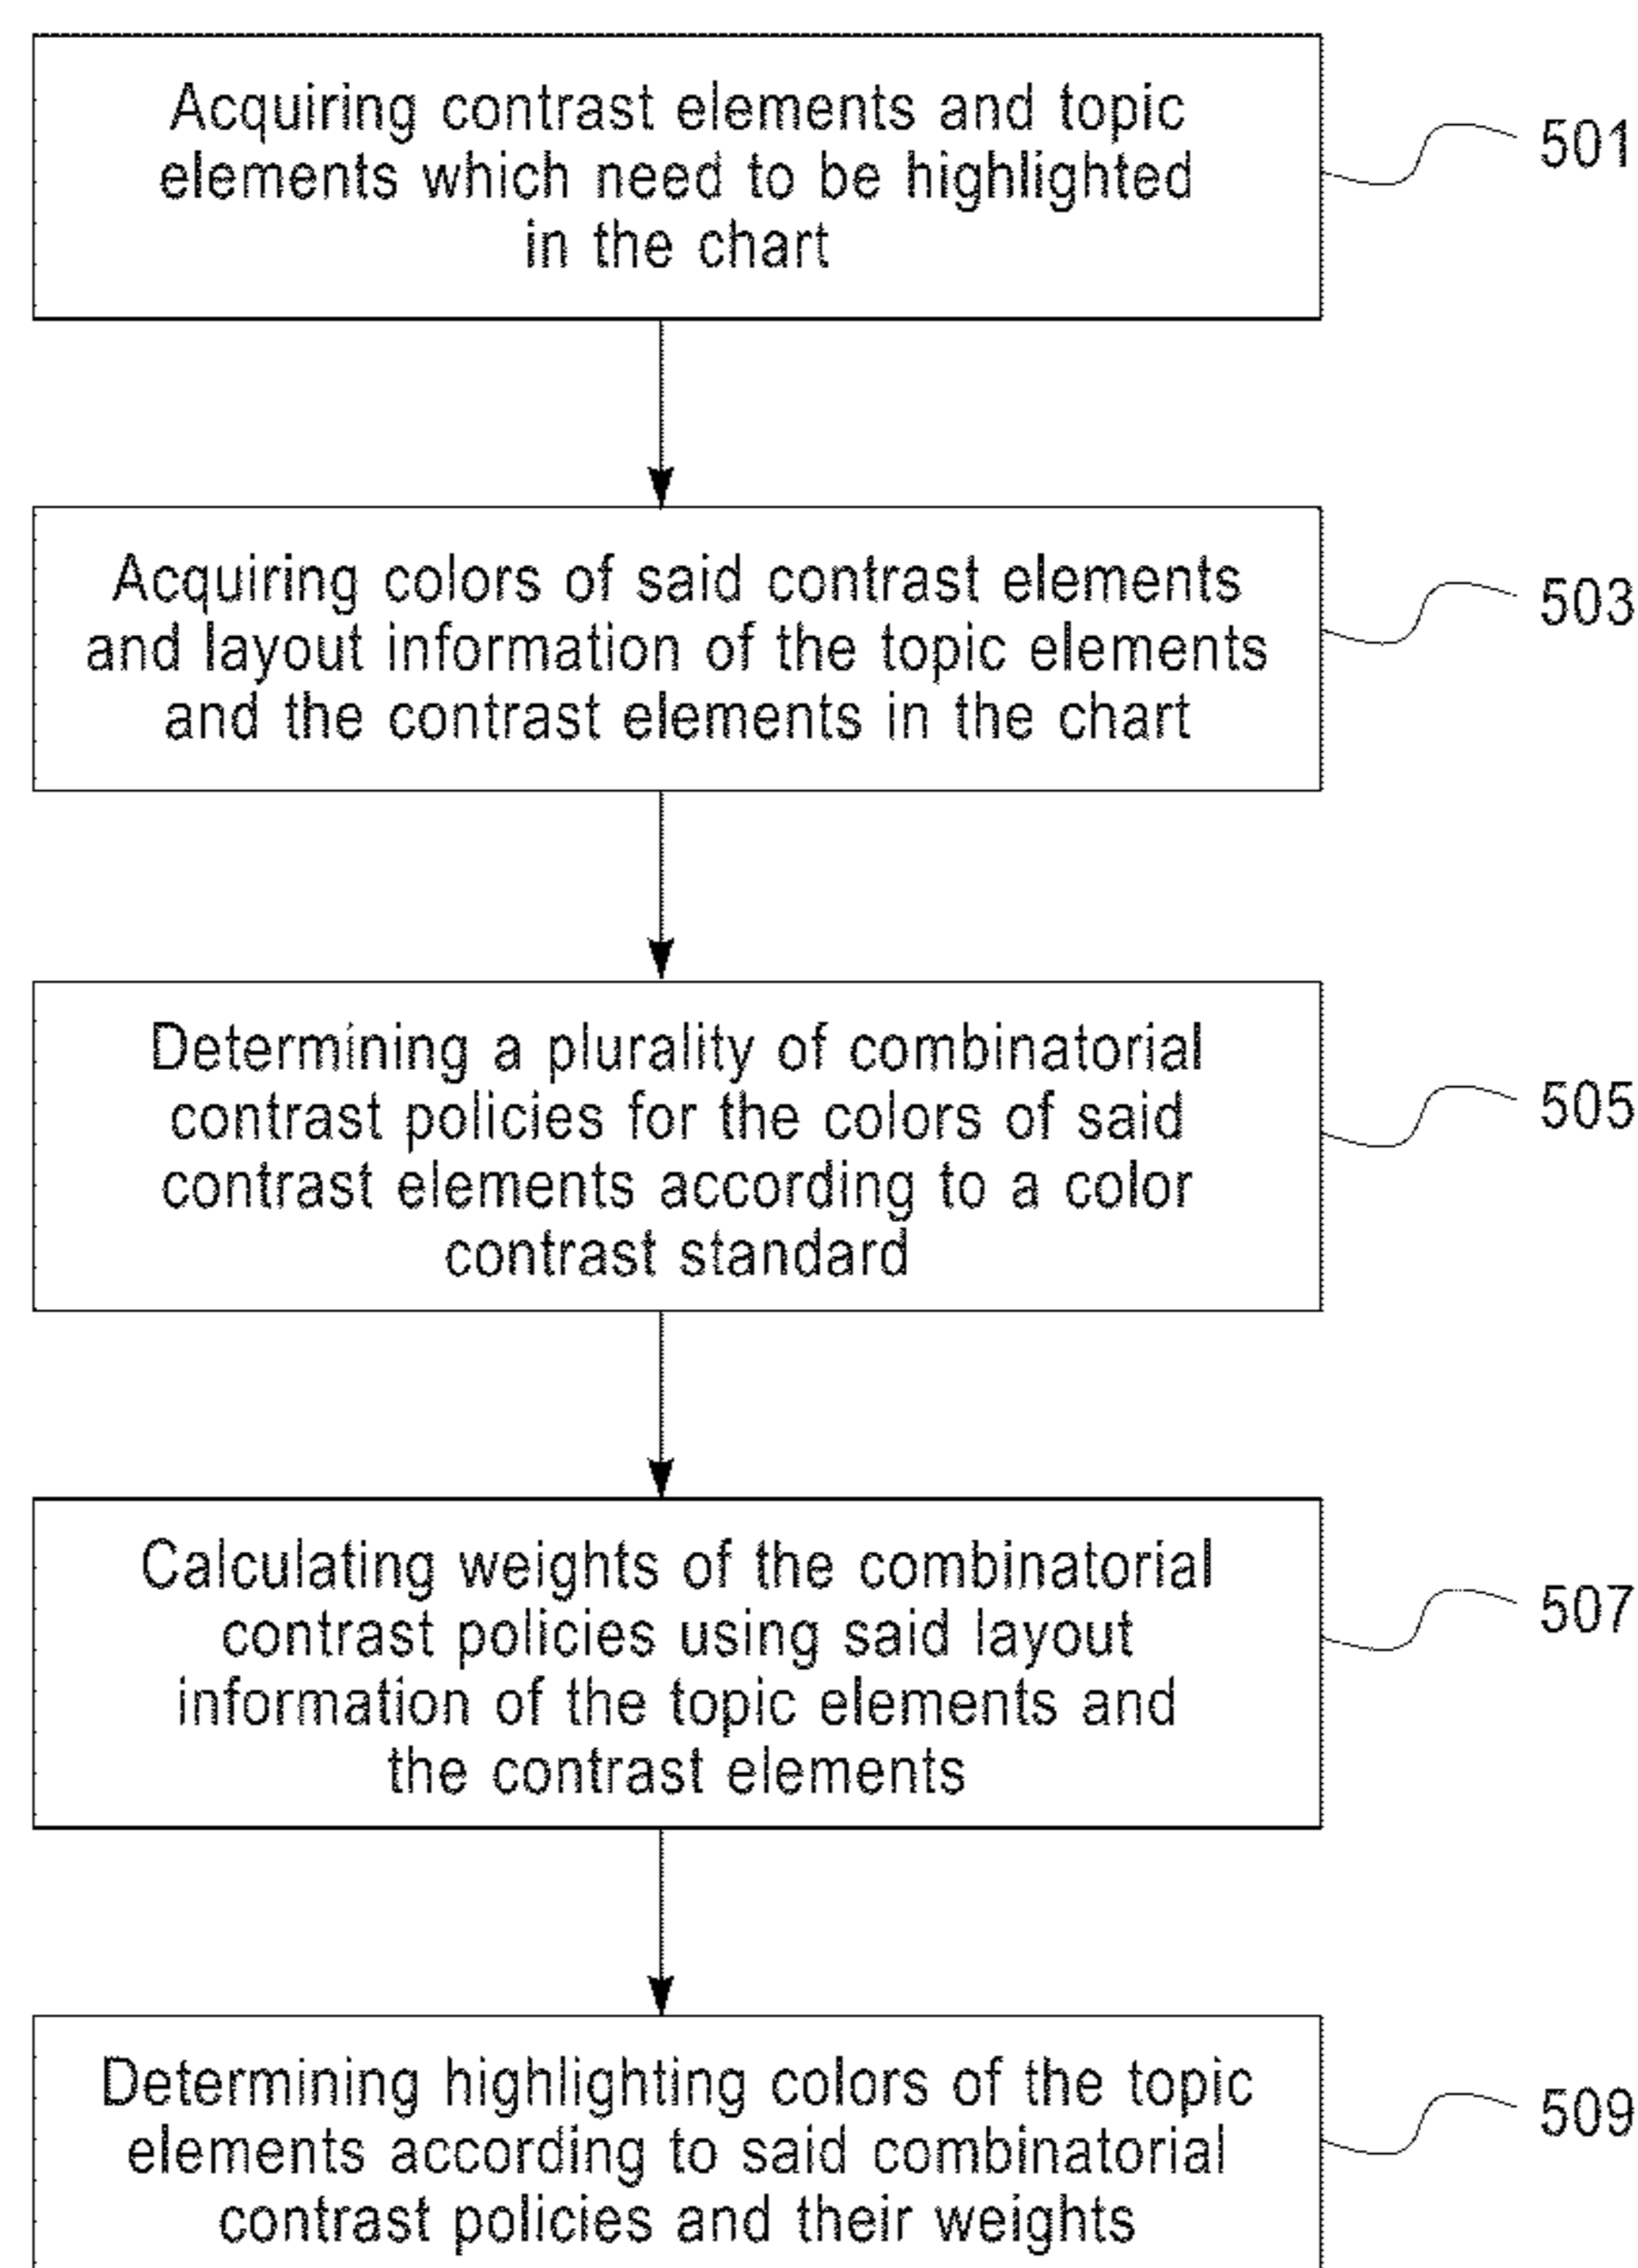 Acquiring contrast elements and topic
elements which need to be highlighted
in the chart
501
Acquiring colors of said contrast elements
and layout information of the topic elements
and the contrast elements in the chart
503
Determining a plurality of combinatorial
contrast policies for the colors of said
contrast elements according to a color
contrast standard
505
Calculating weights of the combinatorial
contrast policies using said layout
information of the topic elements and
the contrast elements
507
Determining highlighting colors of the topic
elements according to said combinatorial
contrast policies and their weights
509